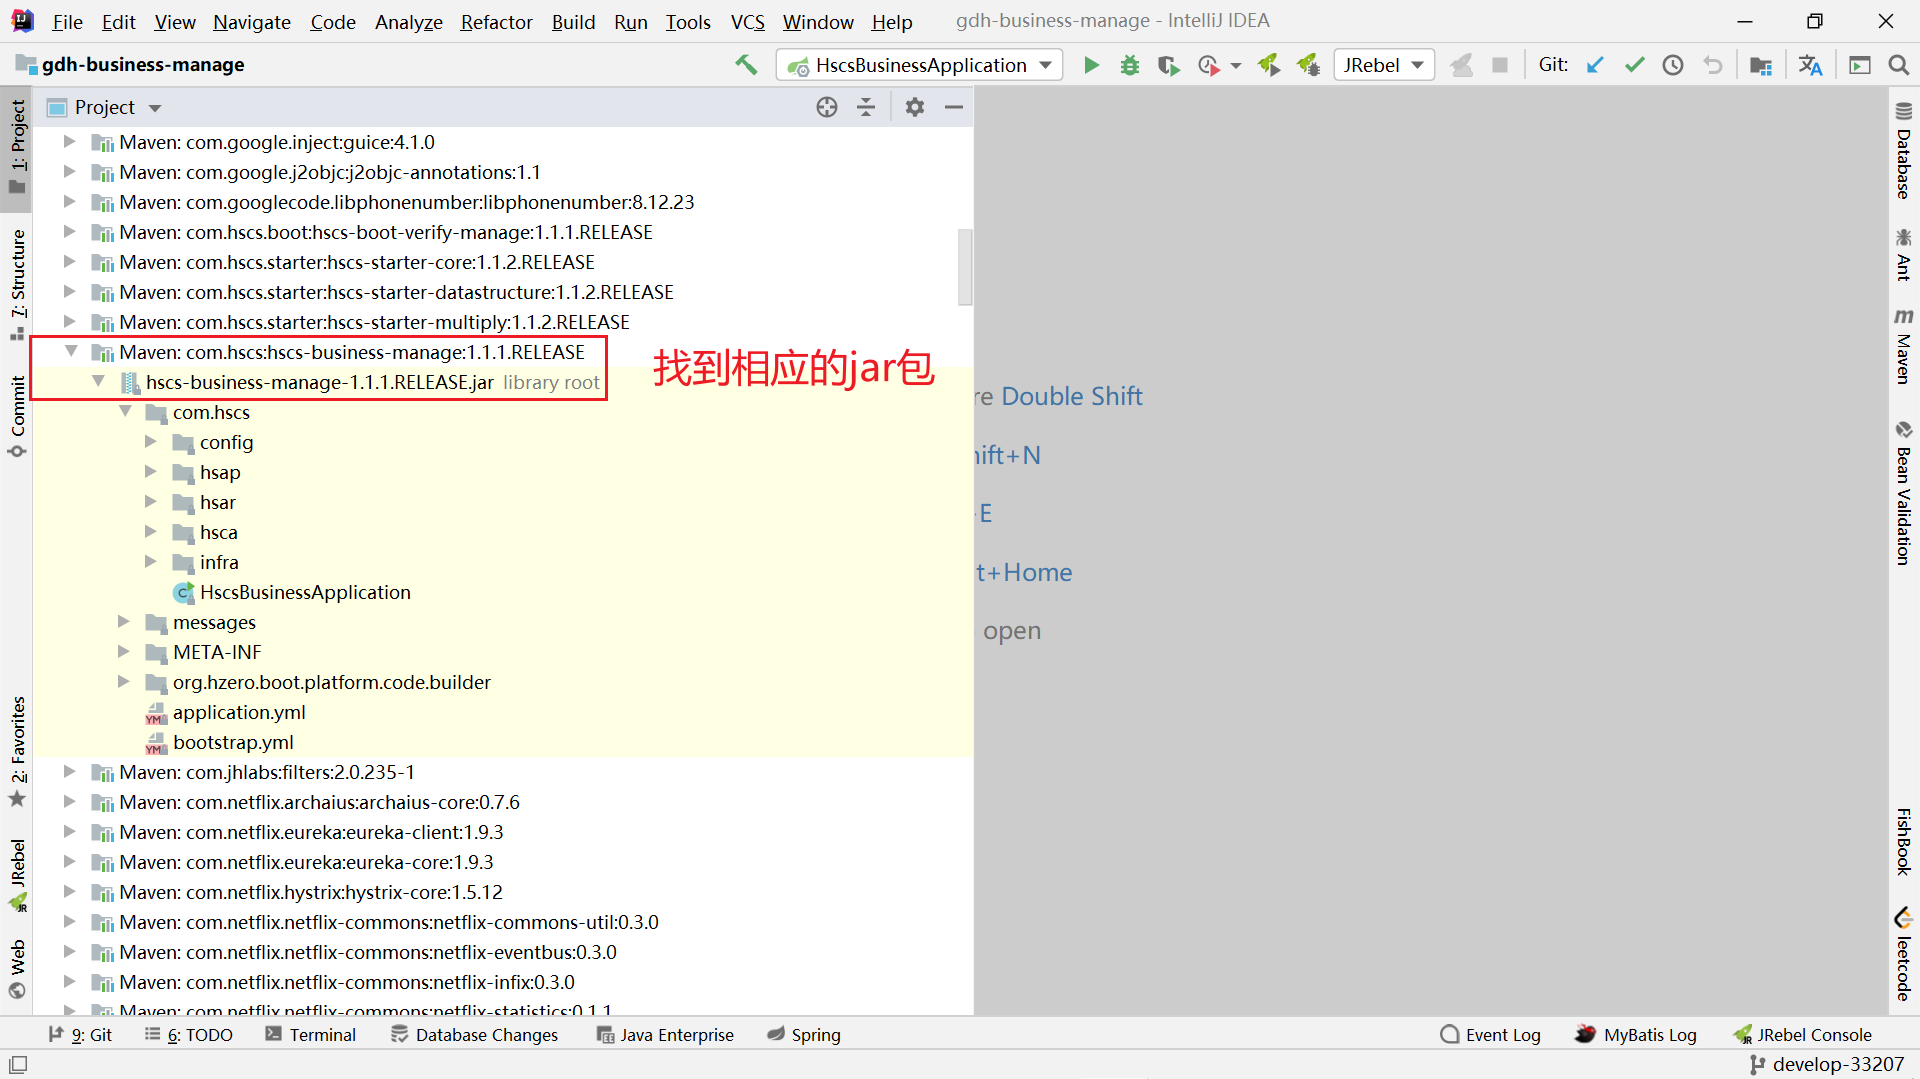 File Edit View Navigate Code Analyze Refactor Build Run Tools VCS Window Help gdh-business-manage - IntelliJ IDEA
gdh-business-manage HscsBusinessApplication JRebel Git:
Project
Maven: com.google.inject:guice:4.1.0
Maven: com.google.j2objc:j2objc-annotations:1.1
Maven: com.googlecode.libphonenumber:libphonenumber:8.12.23
Maven: com.hscs.boot:hscs-boot-verify-manage:1.1.1.RELEASE
Maven: com.hscs.starter:hscs-starter-core:1.1.2.RELEASE
Maven: com.hscs.starter:hscs-starter-datastructure:1.1.2.RELEASE
Maven: com.hscs.starter:hscs-starter-multiply:1.1.2.RELEASE
Maven: com.hscs:hscs-business-manage:1.1.1.RELEASE
hscs-business-manage-1.1.1.RELEASE.jar library root
找到相应的jar包
com.hscs
config
hsap
hsar
hsca
infra
HscsBusinessApplication
messages
META-INF
org.hzero.boot.platform.code.builder
application.yml
bootstrap.yml
Maven: com.jhlabs:filters:2.0.235-1
Maven: com.netflix.archaius:archaius-core:0.7.6
Maven: com.netflix.eureka:eureka-client:1.9.3
Maven: com.netflix.eureka:eureka-core:1.9.3
Maven: com.netflix.hystrix:hystrix-core:1.5.12
Maven: com.netflix.netflix-commons:netflix-commons-util:0.3.0
Maven: com.netflix.netflix-commons:netflix-eventbus:0.3.0
Maven: com.netflix.netflix-commons:netflix-infix:0.3.0
Maven: com.netflix.netflix-commons:netflix-statistics:0.1.1
re Double Shift
ift+N
+E
t+Home
open
1: Project
7: Structure
Commit
2: Favorites
JRebel
Web
Database
Ant
Maven
Bean Validation
FishBook
leetcode
9: Git 6: TODO Terminal Database Changes Java Enterprise Spring Event Log MyBatis Log JRebel Console
develop-33207